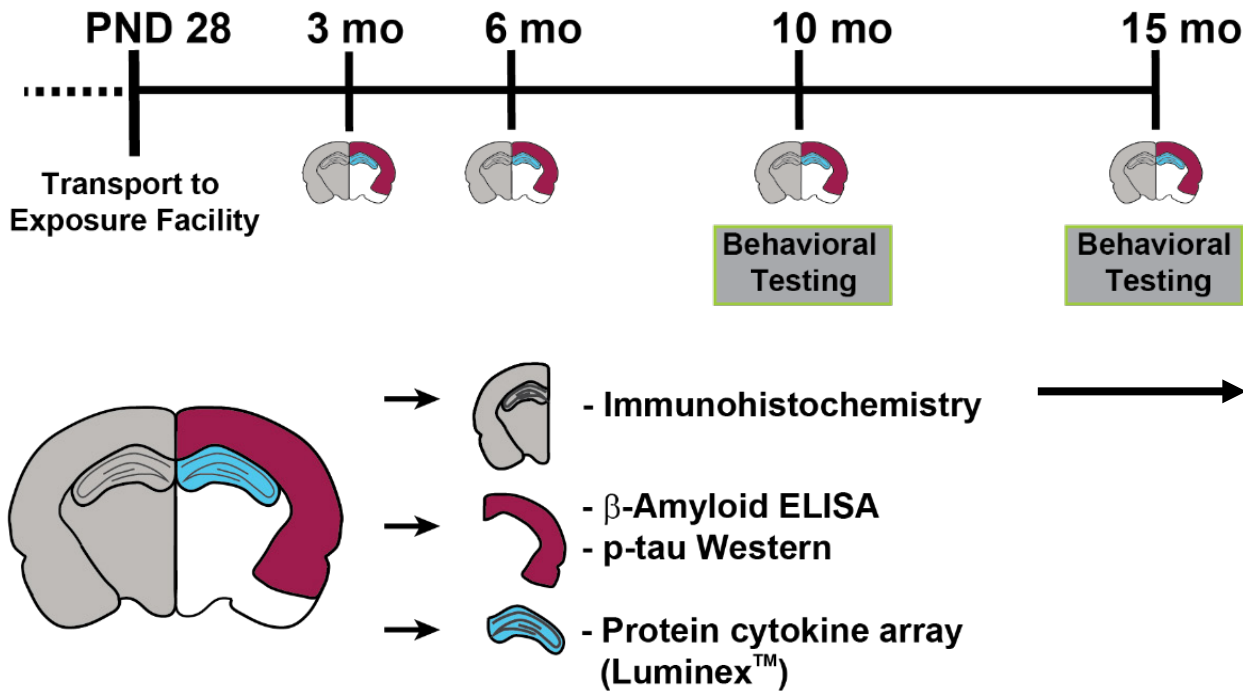 PND 28 3 mo 6 mo 10 mo 15 mo
Transport to
Exposure Facility
Behavioral
Testing
Behavioral
Testing
- Immunohistochemistry
- β-Amyloid ELISA
- p-tau Western
- Protein cytokine array
(Luminex™)